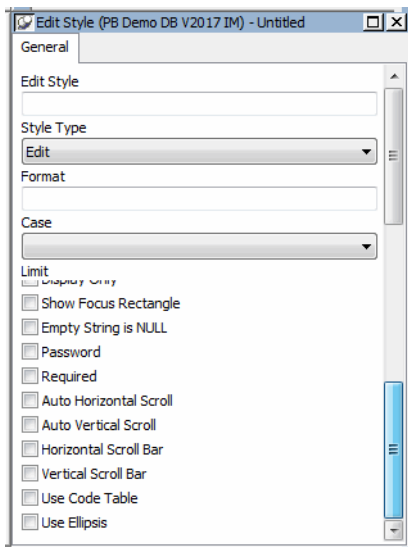 Edit Style (PB Demo DB V2017 IM) - Untitled
General
Edit Style
Style Type
Edit
Format
Case
Limit
Display Only
Show Focus Rectangle
Empty String is NULL
Password
Required
Auto Horizontal Scroll
Auto Vertical Scroll
Horizontal Scroll Bar
Vertical Scroll Bar
Use Code Table
Use Ellipsis